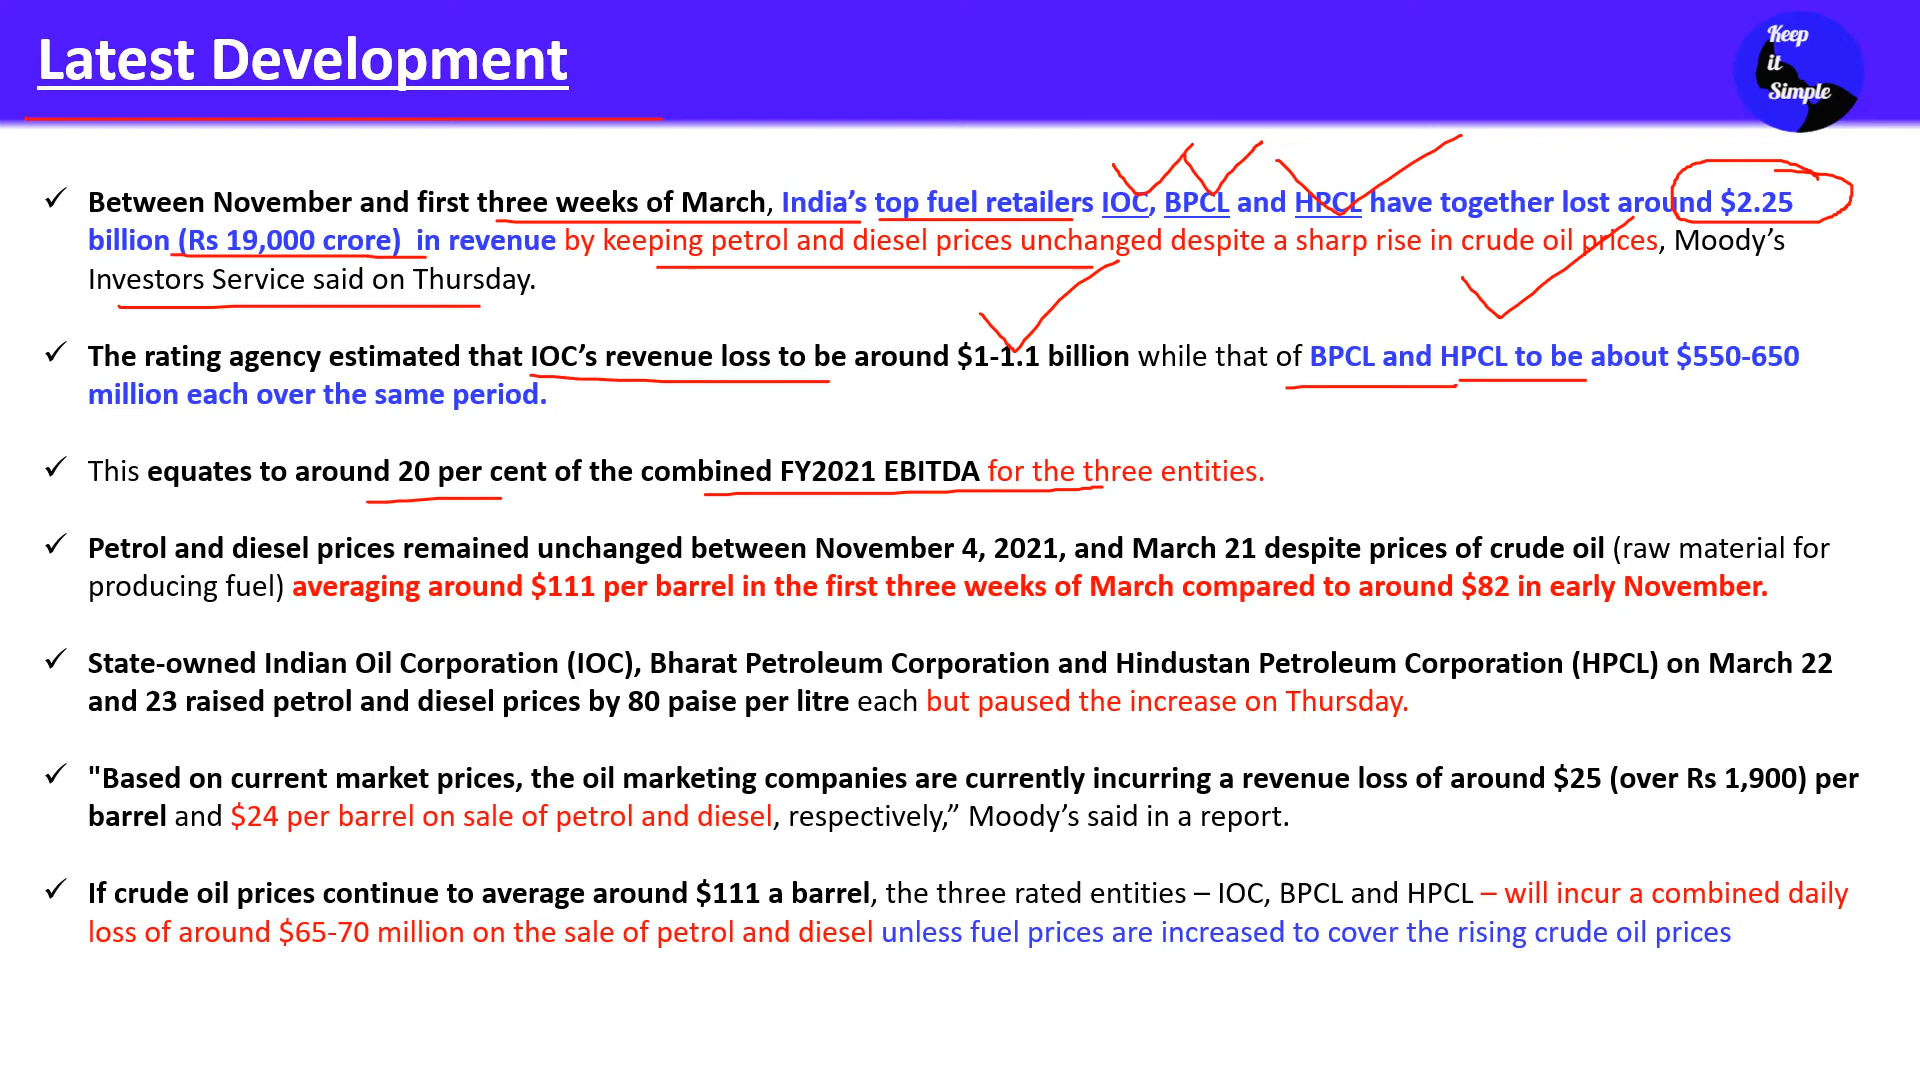 Latest Development
Keep
it
Simple
✓ Between November and first three weeks of March, India’s top fuel retailers IOC, BPCL and HPCL have together lost around $2.25
billion (Rs 19,000 crore) in revenue by keeping petrol and diesel prices unchanged despite a sharp rise in crude oil prices, Moody’s
Investors Service said on Thursday.
✓ The rating agency estimated that IOC’s revenue loss to be around $1-1.1 billion while that of BPCL and HPCL to be about $550-650
million each over the same period.
✓ This equates to around 20 per cent of the combined FY2021 EBITDA for the three entities.
✓ Petrol and diesel prices remained unchanged between November 4, 2021, and March 21 despite prices of crude oil (raw material for
producing fuel) averaging around $111 per barrel in the first three weeks of March compared to around $82 in early November.
✓ State-owned Indian Oil Corporation (IOC), Bharat Petroleum Corporation and Hindustan Petroleum Corporation (HPCL) on March 22
and 23 raised petrol and diesel prices by 80 paise per litre each but paused the increase on Thursday.
✓ "Based on current market prices, the oil marketing companies are currently incurring a revenue loss of around $25 (over Rs 1,900) per
barrel and $24 per barrel on sale of petrol and diesel, respectively,” Moody’s said in a report.
✓ If crude oil prices continue to average around $111 a barrel, the three rated entities – IOC, BPCL and HPCL – will incur a combined daily
loss of around $65-70 million on the sale of petrol and diesel unless fuel prices are increased to cover the rising crude oil prices